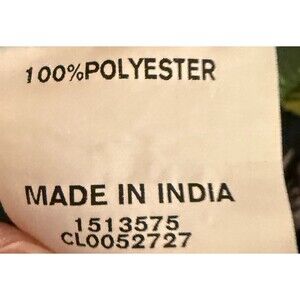 100%POLYESTER
MADE IN INDIA
1513575
CL0052727